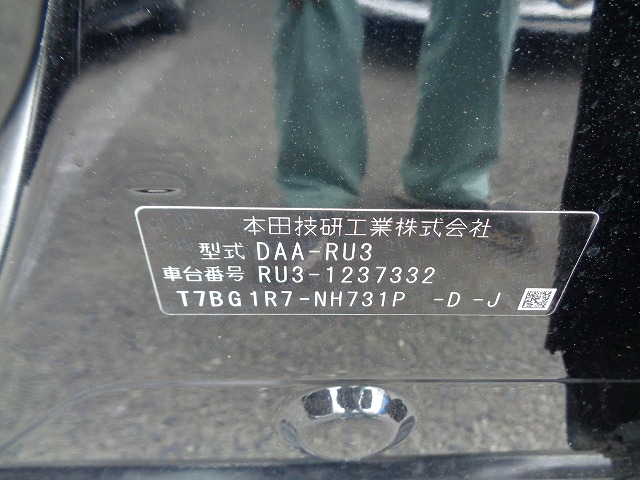 本田技研工業株式会社
型式 DAA-RU3
車台番号 RU3-1237332
T7BG1R7-NH731P -D -J